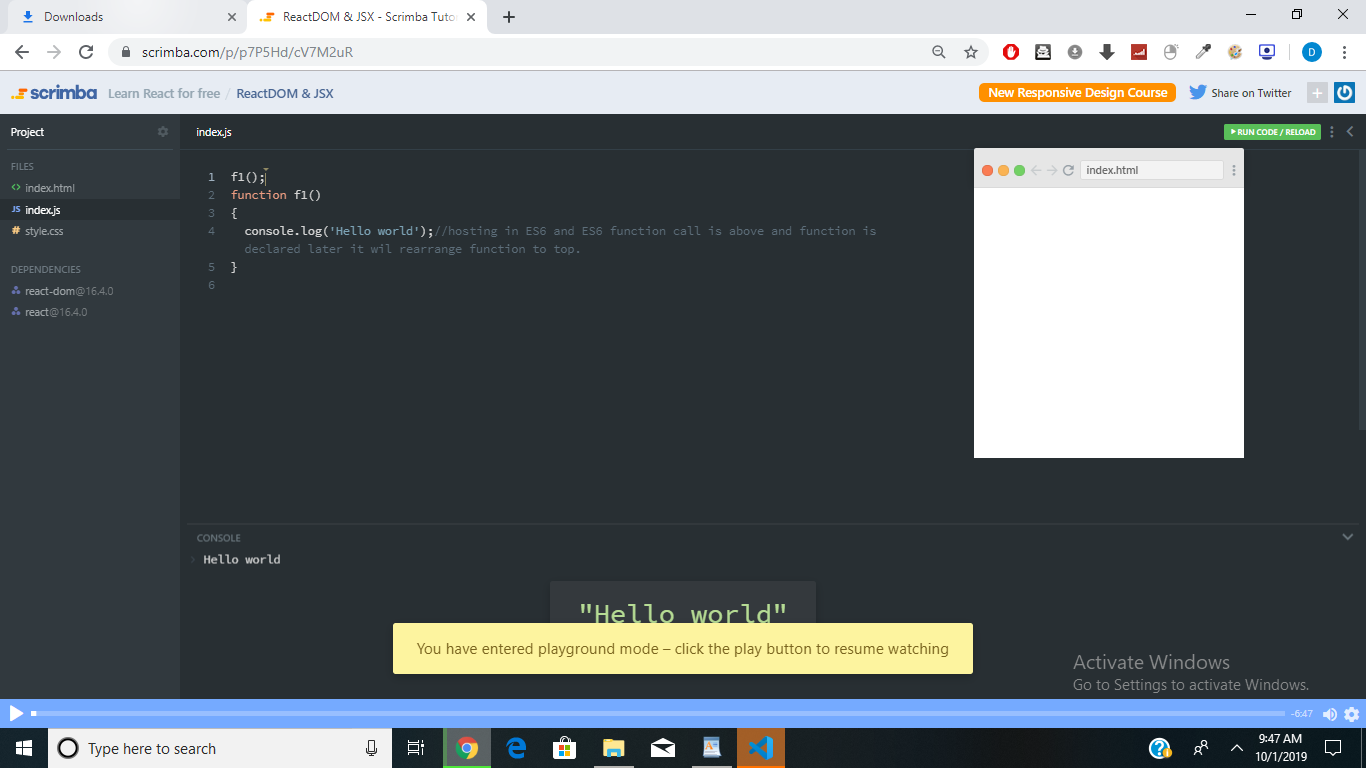 Downloads
ReactDOM & JSX - Scrimba Tuto
scrimba.com/p/p7P5Hd/cV7M2uR
D
scrimba
Learn React for free / ReactDOM & JSX
New Responsive Design Course
Share on Twitter
Project
index.js
RUN CODE / RELOAD
FILES
index.html
JS index.js
# style.css
DEPENDENCIES
react-dom@16.4.0
react@16.4.0
1 f1();
2 function f1()
3 {
4 console.log('Hello world');//hosting in ES6 and ES6 function call is above and function is
declared later it wil rearrange function to top.
5 }
6
index.html
CONSOLE
Hello world
"Hello world"
You have entered playground mode – click the play button to resume watching
Activate Windows
Go to Settings to activate Windows.
-6:47
Type here to search
9:47 AM
10/1/2019